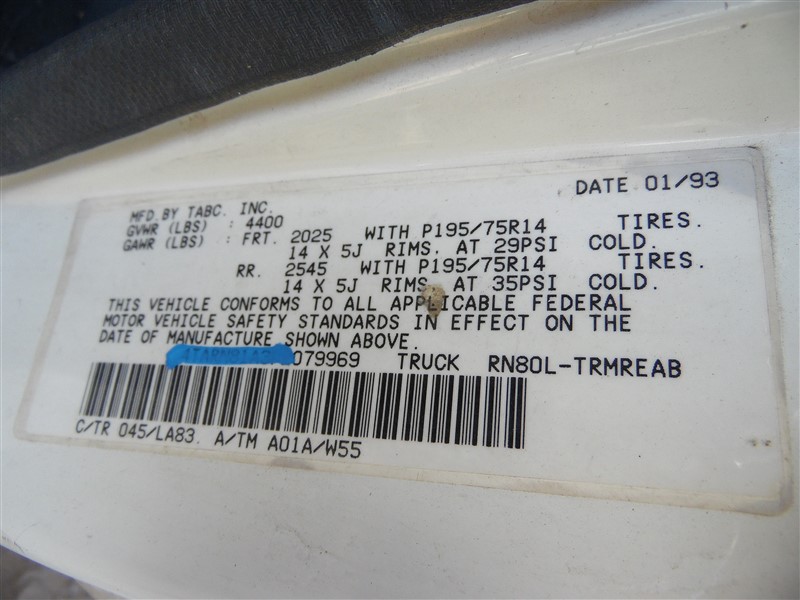 DATE 01/93
MFD.BY TABC. INC.
GVWR (LBS) : 4400
GAWR (LBS) : FRT. 2025 WITH P195/75R14 TIRES.
14 X 5J RIMS. AT 29PSI COLD.
RR. 2545 WITH P195/75R14 TIRES.
14 X 5J RIMS. AT 35PSI COLD.
THIS VEHICLE CONFORMS TO ALL APPLICABLE FEDERAL
MOTOR VEHICLE SAFETY STANDARDS IN EFFECT ON THE
DATE OF MANUFACTURE SHOWN ABOVE.
079969 TRUCK RN80L-TRMREAB
C/TR 045/LA83. A/TM A01A/W55